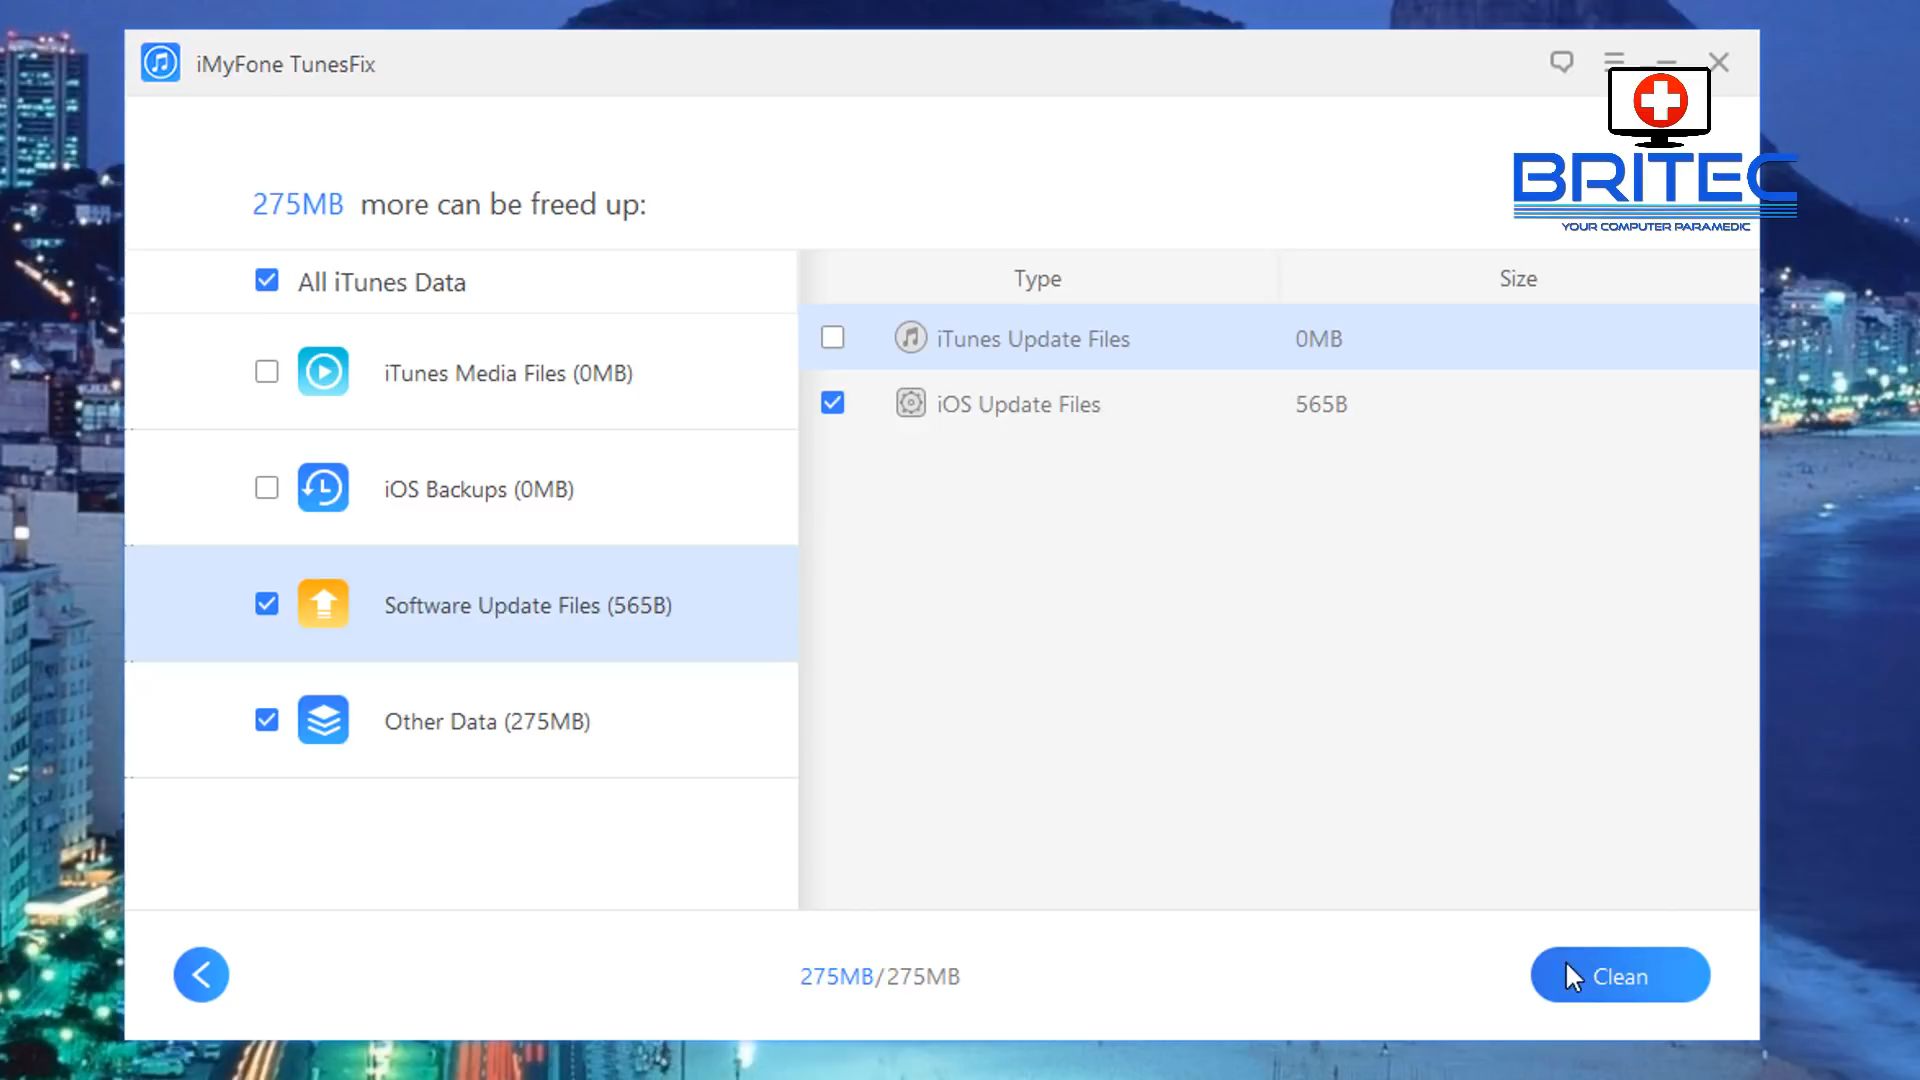 iMyFone TunesFix
BRITEC
YOUR COMPUTER PARAMEDIC
275MB more can be freed up:
All iTunes Data
Type Size
iTunes Media Files (0MB)
iOS Backups (0MB)
Software Update Files (565B)
Other Data (275MB)
iTunes Update Files 0MB
iOS Update Files 565B
275MB/275MB
Clean